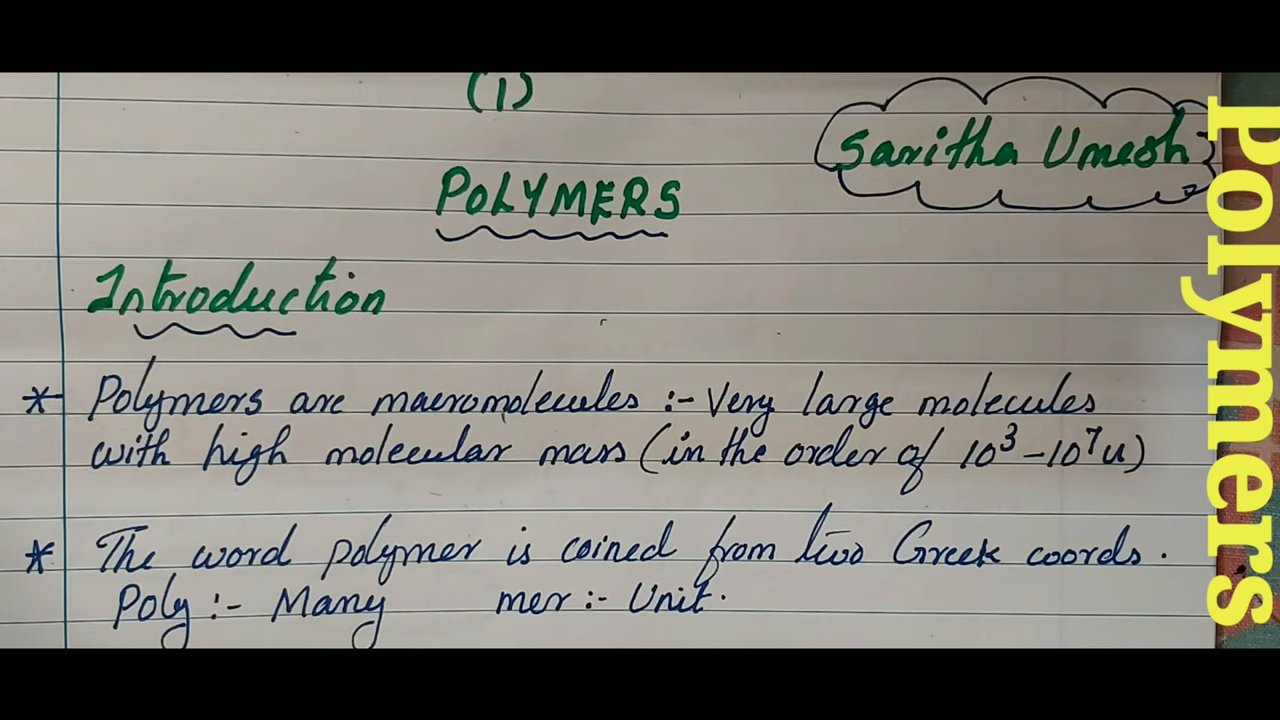 (1)
Saritha Umesh
POLYMERS
Introduction
* Polymers are macromolecules :- Very large molecules
with high molecular mass (in the order of 10³ -10⁷u)
* The word polymer is coined from two Greek words.
Poly :- Many mer :- Unit.
Polymers